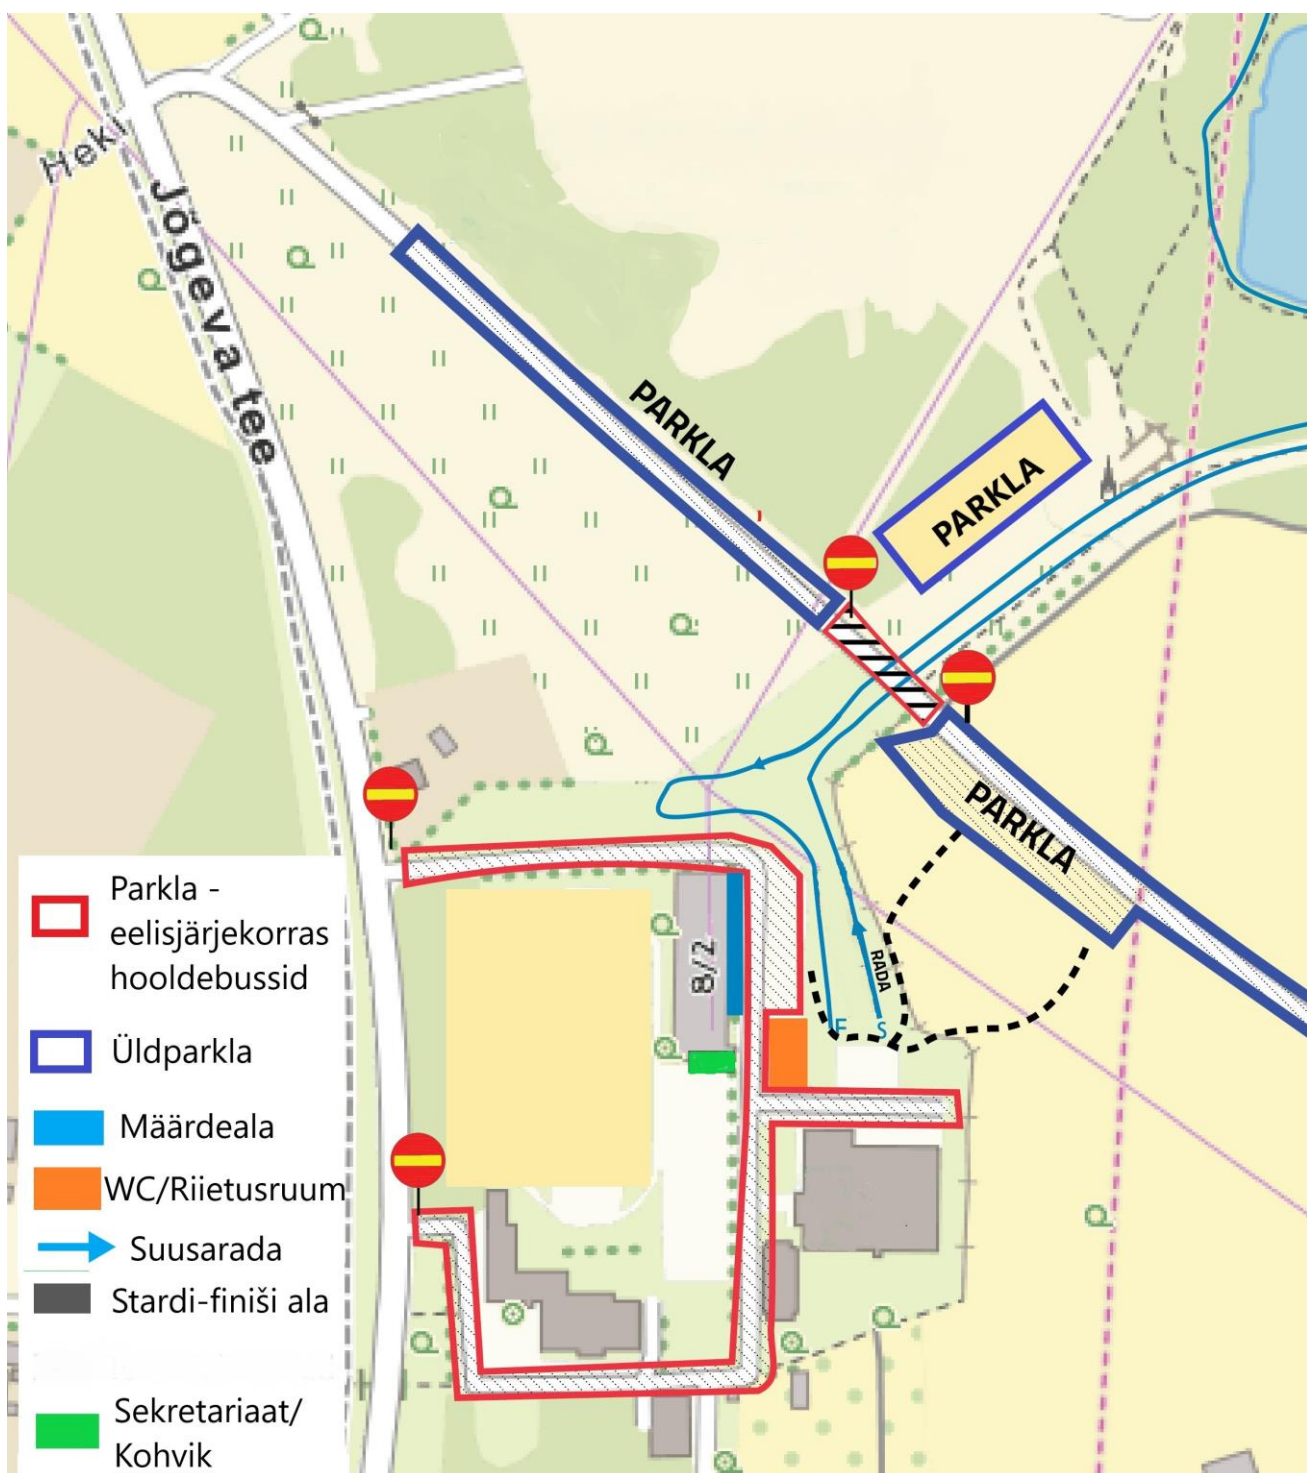 Heki
Jõgeva tee
PARKLA
PARKLA
PARKLA
RADA
F
S
8/2
Parkla -
eelisjärjekorras
hooldebussid
Üldparkla
Määrdeala
WC/Riietusruum
Suusarada
Stardi-finiši ala
Sekretariaat/
Kohvik